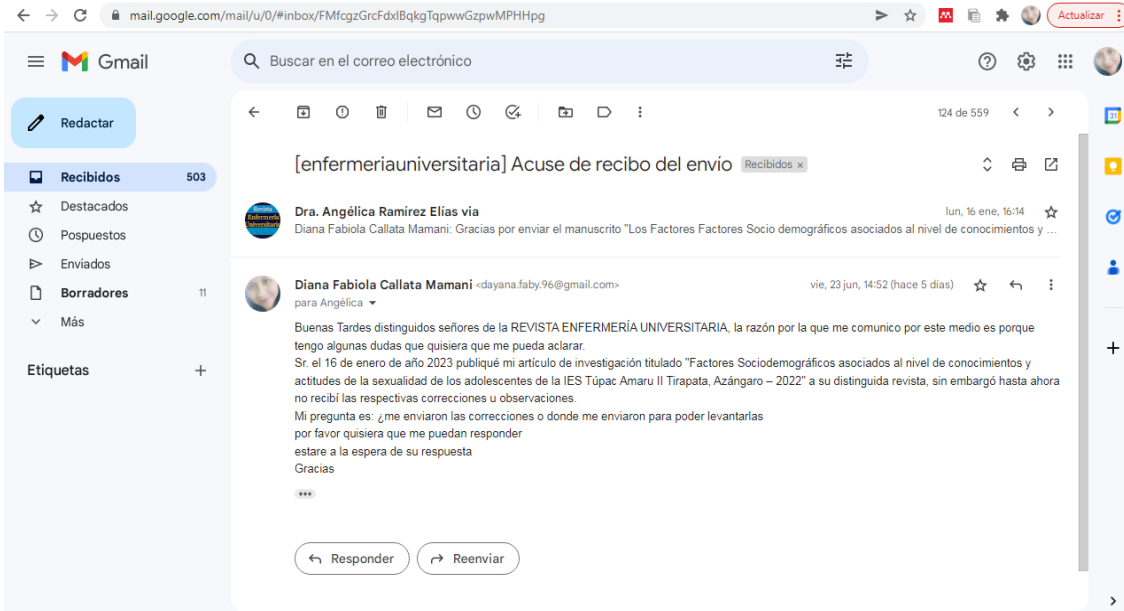 mail.google.com/mail/u/0/#inbox/FMfcgzGrcFdxlBqkgTqpwwGzpwMPHHpg
Actualizar
Gmail
Buscar en el correo electrónico
Redactar
124 de 559
31
[enfermeriauniversitaria] Acuse de recibo del envío Recibidos ×
Recibidos 503
Destacados
Pospuestos
Enviados
Borradores 11
Más
Etiquetas
Revista
Enfermería
Universitaria
Dra. Angélica Ramírez Elías via lun, 16 ene, 16:14
Diana Fabiola Callata Mamani: Gracias por enviar el manuscrito "Los Factores Factores Socio demográficos asociados al nivel de conocimientos y ...
Diana Fabiola Callata Mamani <dayana.faby.96@gmail.com> vie, 23 jun, 14:52 (hace 5 días)
para Angélica
Buenas Tardes distinguidos señores de la REVISTA ENFERMERÍA UNIVERSITARIA, la razón por la que me comunico por este medio es porque
tengo algunas dudas que quisiera que me pueda aclarar.
Sr. el 16 de enero de año 2023 publiqué mi artículo de investigación titulado "Factores Sociodemográficos asociados al nivel de conocimientos y
actitudes de la sexualidad de los adolescentes de la IES Túpac Amaru II Tirapata, Azángaro – 2022" a su distinguida revista, sin embargó hasta ahora
no recibí las respectivas correcciones u observaciones.
Mi pregunta es: ¿me enviaron las correcciones o donde me enviaron para poder levantarlas
por favor quisiera que me puedan responder
estare a la espera de su respuesta
Gracias
Responder
Reenviar